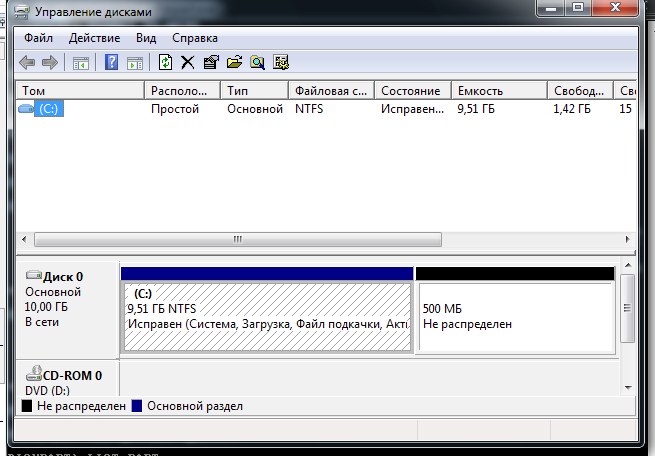 Управление дисками
Файл Действие Вид Справка
Том Располо... Тип Файловая с... Состояние Емкость Свобод... Св
(C:) Простой Основной NTFS Исправен... 9,51 ГБ 1,42 ГБ 15
Диск 0
Основной
10,00 ГБ
В сети
(C:)
9,51 ГБ NTFS
Исправен (Система, Загрузка, Файл подкачки, Акти
500 МБ
Не распределен
CD-ROM 0
DVD (D:)
Не распределен Основной раздел